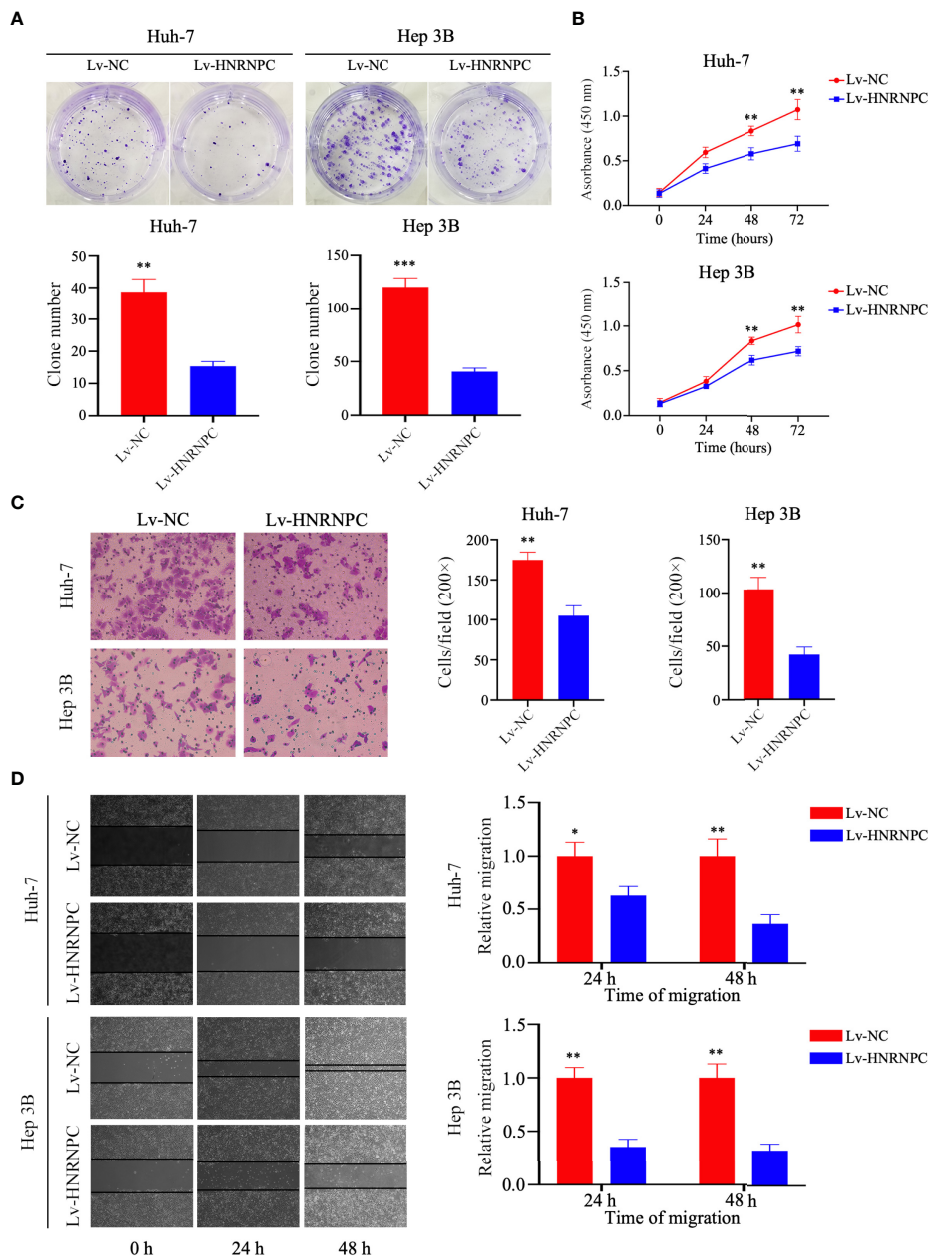 A
Huh-7
Hep 3B
Lv-NC
Lv-HNRNPC
Lv-NC
Lv-HNRNPC
Huh-7
Clone number
50
40
30
20
10
0
**
Lv-NC
Lv-HNRNPC
Hep 3B
Clone number
150
100
50
0
***
Lv-NC
Lv-HNRNPC
B
Huh-7
Asorbance (450 nm)
1.5
1.0
0.5
0.0
**
**
0
24
48
72
Time (hours)
Lv-NC
Lv-HNRNPC
Hep 3B
Asorbance (450 nm)
1.5
1.0
0.5
0.0
**
**
0
24
48
72
Time (hours)
Lv-NC
Lv-HNRNPC
C
Lv-NC
Lv-HNRNPC
Huh-7
Hep 3B
Huh-7
Cells/field (200×)
200
150
100
50
0
**
Lv-NC
Lv-HNRNPC
Hep 3B
Cells/field (200×)
150
100
50
0
**
Lv-NC
Lv-HNRNPC
D
Huh-7
Lv-NC
Lv-HNRNPC
Hep 3B
Lv-NC
Lv-HNRNPC
0 h
24 h
48 h
Huh-7
Relative migration
1.5
1.0
0.5
0.0
*
**
24 h
48 h
Time of migration
Lv-NC
Lv-HNRNPC
Hep 3B
Relative migration
1.5
1.0
0.5
0.0
**
**
24 h
48 h
Time of migration
Lv-NC
Lv-HNRNPC